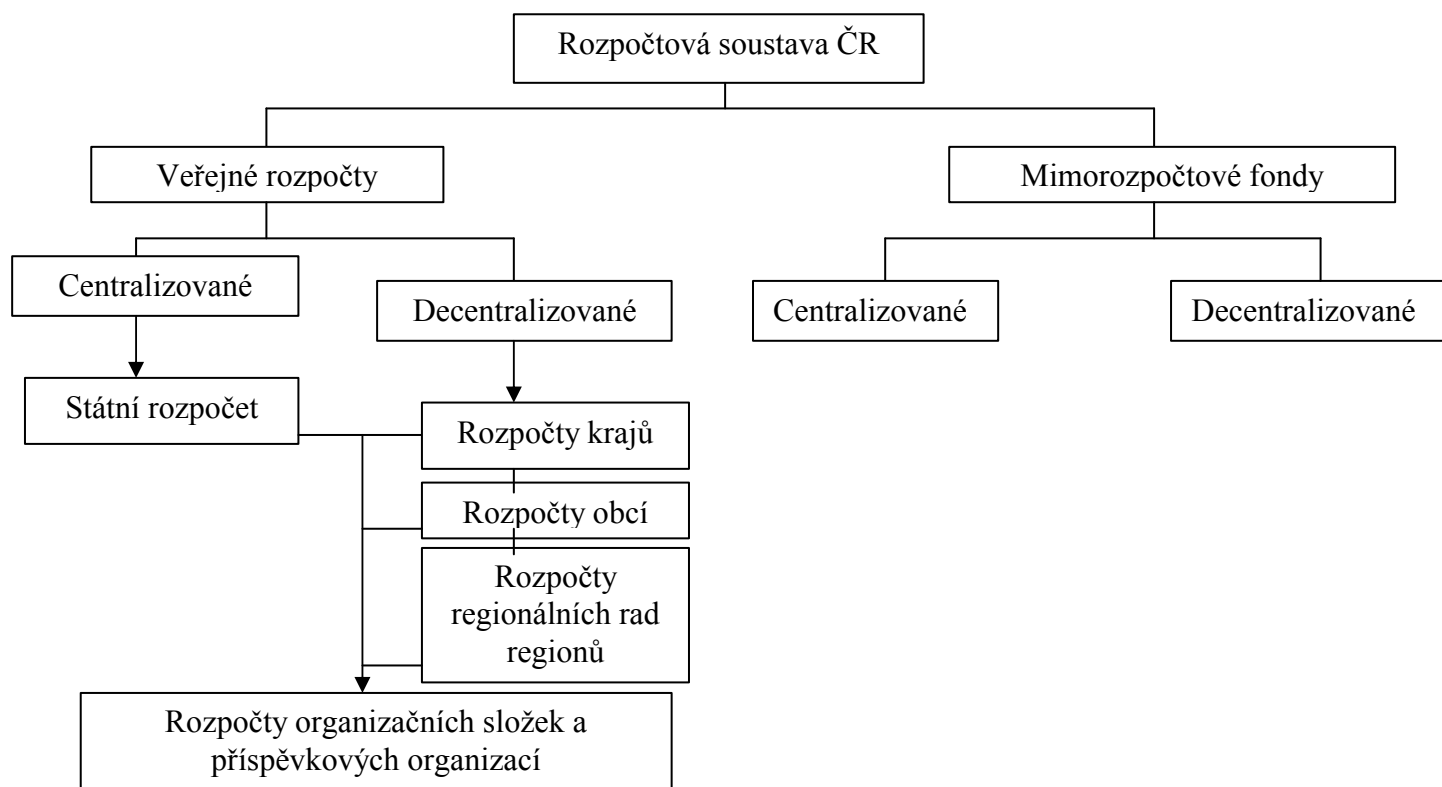 Rozpočtová soustava ČR
Veřejné rozpočty
Mimorozpočtové fondy
Centralizované
Decentralizované
Centralizované
Decentralizované
Státní rozpočet
Rozpočty krajů
Rozpočty obcí
Rozpočty
regionálních rad
regionů
Rozpočty organizačních složek a
příspěvkových organizací